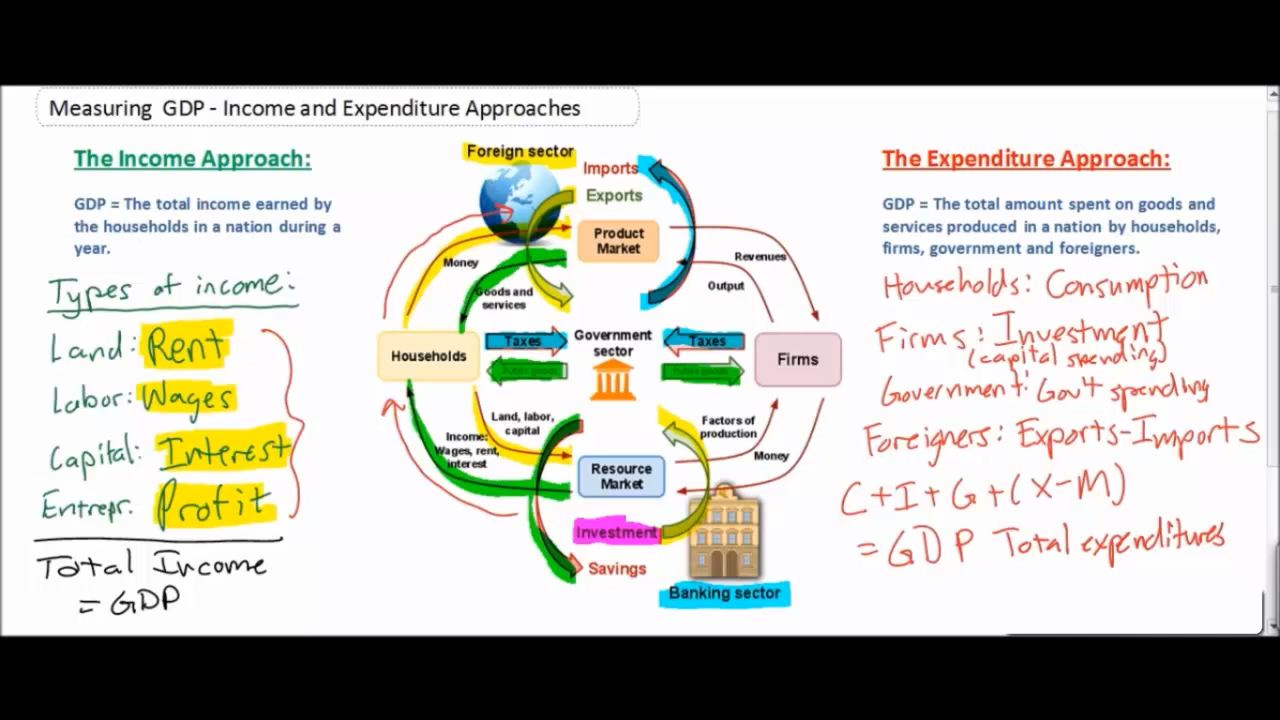 Measuring GDP - Income and Expenditure Approaches
The Income Approach:
GDP = The total income earned by
the households in a nation during a
year.
Types of income:
Land: Rent
Labor: Wages
Capital: Interest
Entrepr. Profit
Total Income
= GDP
Foreign sector
Imports
Exports
Product
Market
Money
Goods and
services
Revenues
Output
Households
Taxes
Public goods
Government
sector
Taxes
Firms
Land, labor,
capital
Income:
Wages, rent,
interest
Factors of
production
Money
Resource
Market
Investment
Savings
Banking sector
The Expenditure Approach:
GDP = The total amount spent on goods and
services produced in a nation by households,
firms, government and foreigners.
Households: Consumption
Firms: Investment
(capital spending)
Government: Gov't spending
Foreigners: Exports-Imports
C+I+G+(X-M)
=GDP Total expenditures